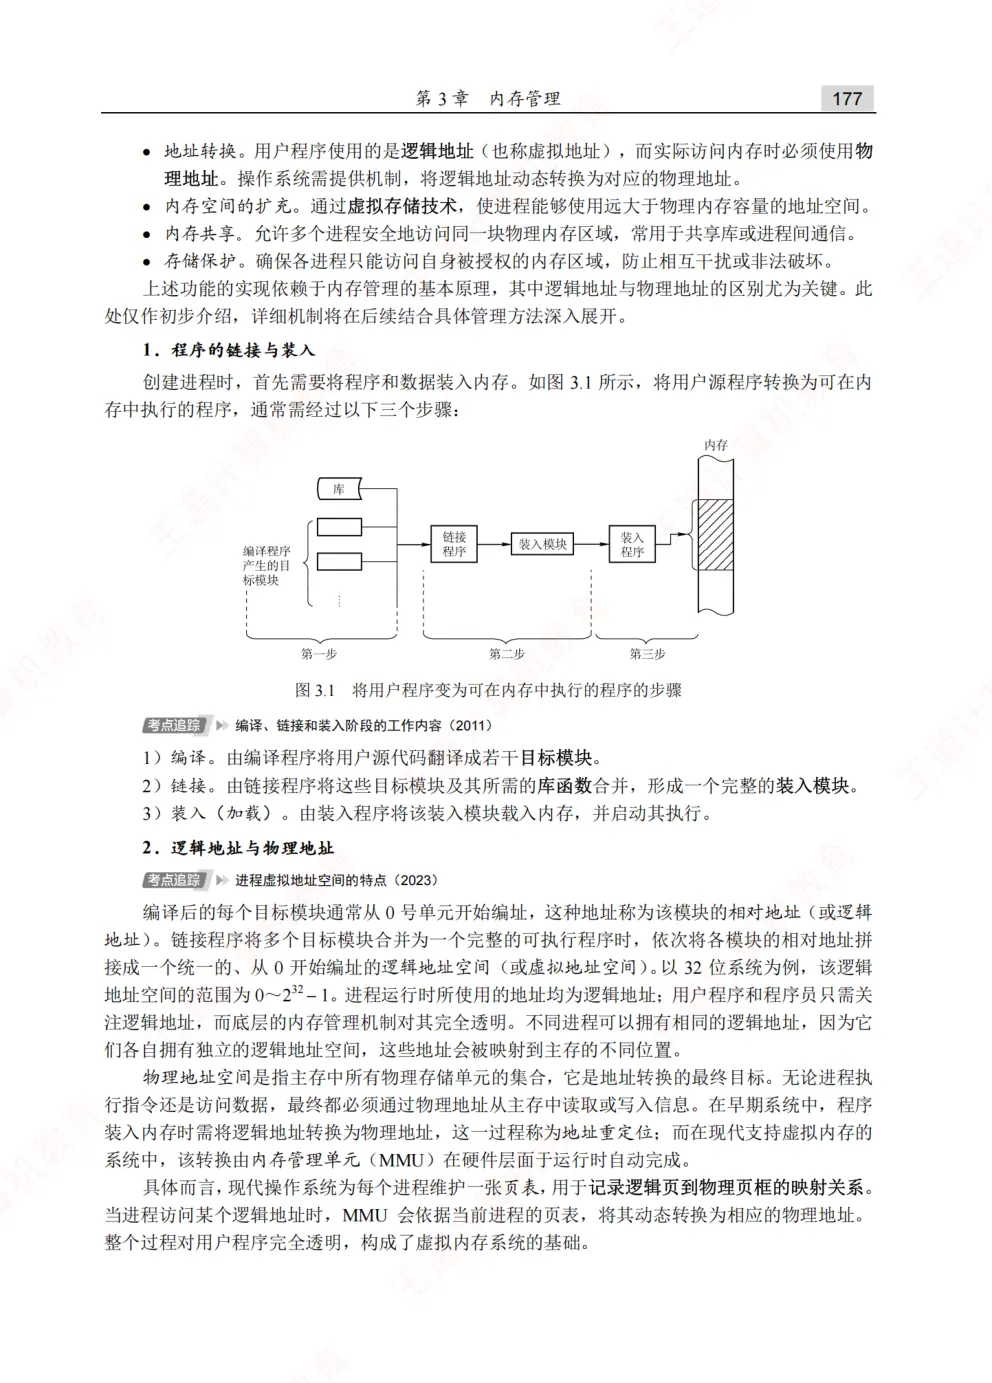 第 3 章 内存管理 177
• 地址转换。用户程序使用的是逻辑地址（也称虚拟地址），而实际访问内存时必须使用物
理地址。操作系统需提供机制，将逻辑地址动态转换为对应的物理地址。
• 内存空间的扩充。通过虚拟存储技术，使进程能够使用远大于物理内存容量的地址空间。
• 内存共享。允许多个进程安全地访问同一块物理内存区域，常用于共享库或进程间通信。
• 存储保护。确保各进程只能访问自身被授权的内存区域，防止相互干扰或非法破坏。
上述功能的实现依赖于内存管理的基本原理，其中逻辑地址与物理地址的区别尤为关键。此
处仅作初步介绍，详细机制将在后续结合具体管理方法深入展开。
1．程序的链接与装入
创建进程时，首先需要将程序和数据装入内存。如图 3.1 所示，将用户源程序转换为可在内
存中执行的程序，通常需经过以下三个步骤：
内存
库
编译程序
产生的目
标模块
链接
程序
装入模块
装入
程序
第一步
第二步
第三步
图 3.1 将用户程序变为可在内存中执行的程序的步骤
考点追踪 编译、链接和装入阶段的工作内容（2011）
1）编译。由编译程序将用户源代码翻译成若干目标模块。
2）链接。由链接程序将这些目标模块及其所需的库函数合并，形成一个完整的装入模块。
3）装入（加载）。由装入程序将该装入模块载入内存，并启动其执行。
2．逻辑地址与物理地址
考点追踪 进程虚拟地址空间的特点（2023）
编译后的每个目标模块通常从 0 号单元开始编址，这种地址称为该模块的相对地址（或逻辑
地址）。链接程序将多个目标模块合并为一个完整的可执行程序时，依次将各模块的相对地址拼
接成一个统一的、从 0 开始编址的逻辑地址空间（或虚拟地址空间）。以 32 位系统为例，该逻辑
地址空间的范围为 0～2³² – 1。进程运行时所使用的地址均为逻辑地址；用户程序和程序员只需关
注逻辑地址，而底层的内存管理机制对其完全透明。不同进程可以拥有相同的逻辑地址，因为它
们各自拥有独立的逻辑地址空间，这些地址会被映射到主存的不同位置。
物理地址空间是指主存中所有物理存储单元的集合，它是地址转换的最终目标。无论进程执
行指令还是访问数据，最终都必须通过物理地址从主存中读取或写入信息。在早期系统中，程序
装入内存时需将逻辑地址转换为物理地址，这一过程称为地址重定位；而在现代支持虚拟内存的
系统中，该转换由内存管理单元（MMU）在硬件层面于运行时自动完成。
具体而言，现代操作系统为每个进程维护一张页表，用于记录逻辑页到物理页框的映射关系。
当进程访问某个逻辑地址时，MMU 会依据当前进程的页表，将其动态转换为相应的物理地址。
整个过程对用户程序完全透明，构成了虚拟内存系统的基础。